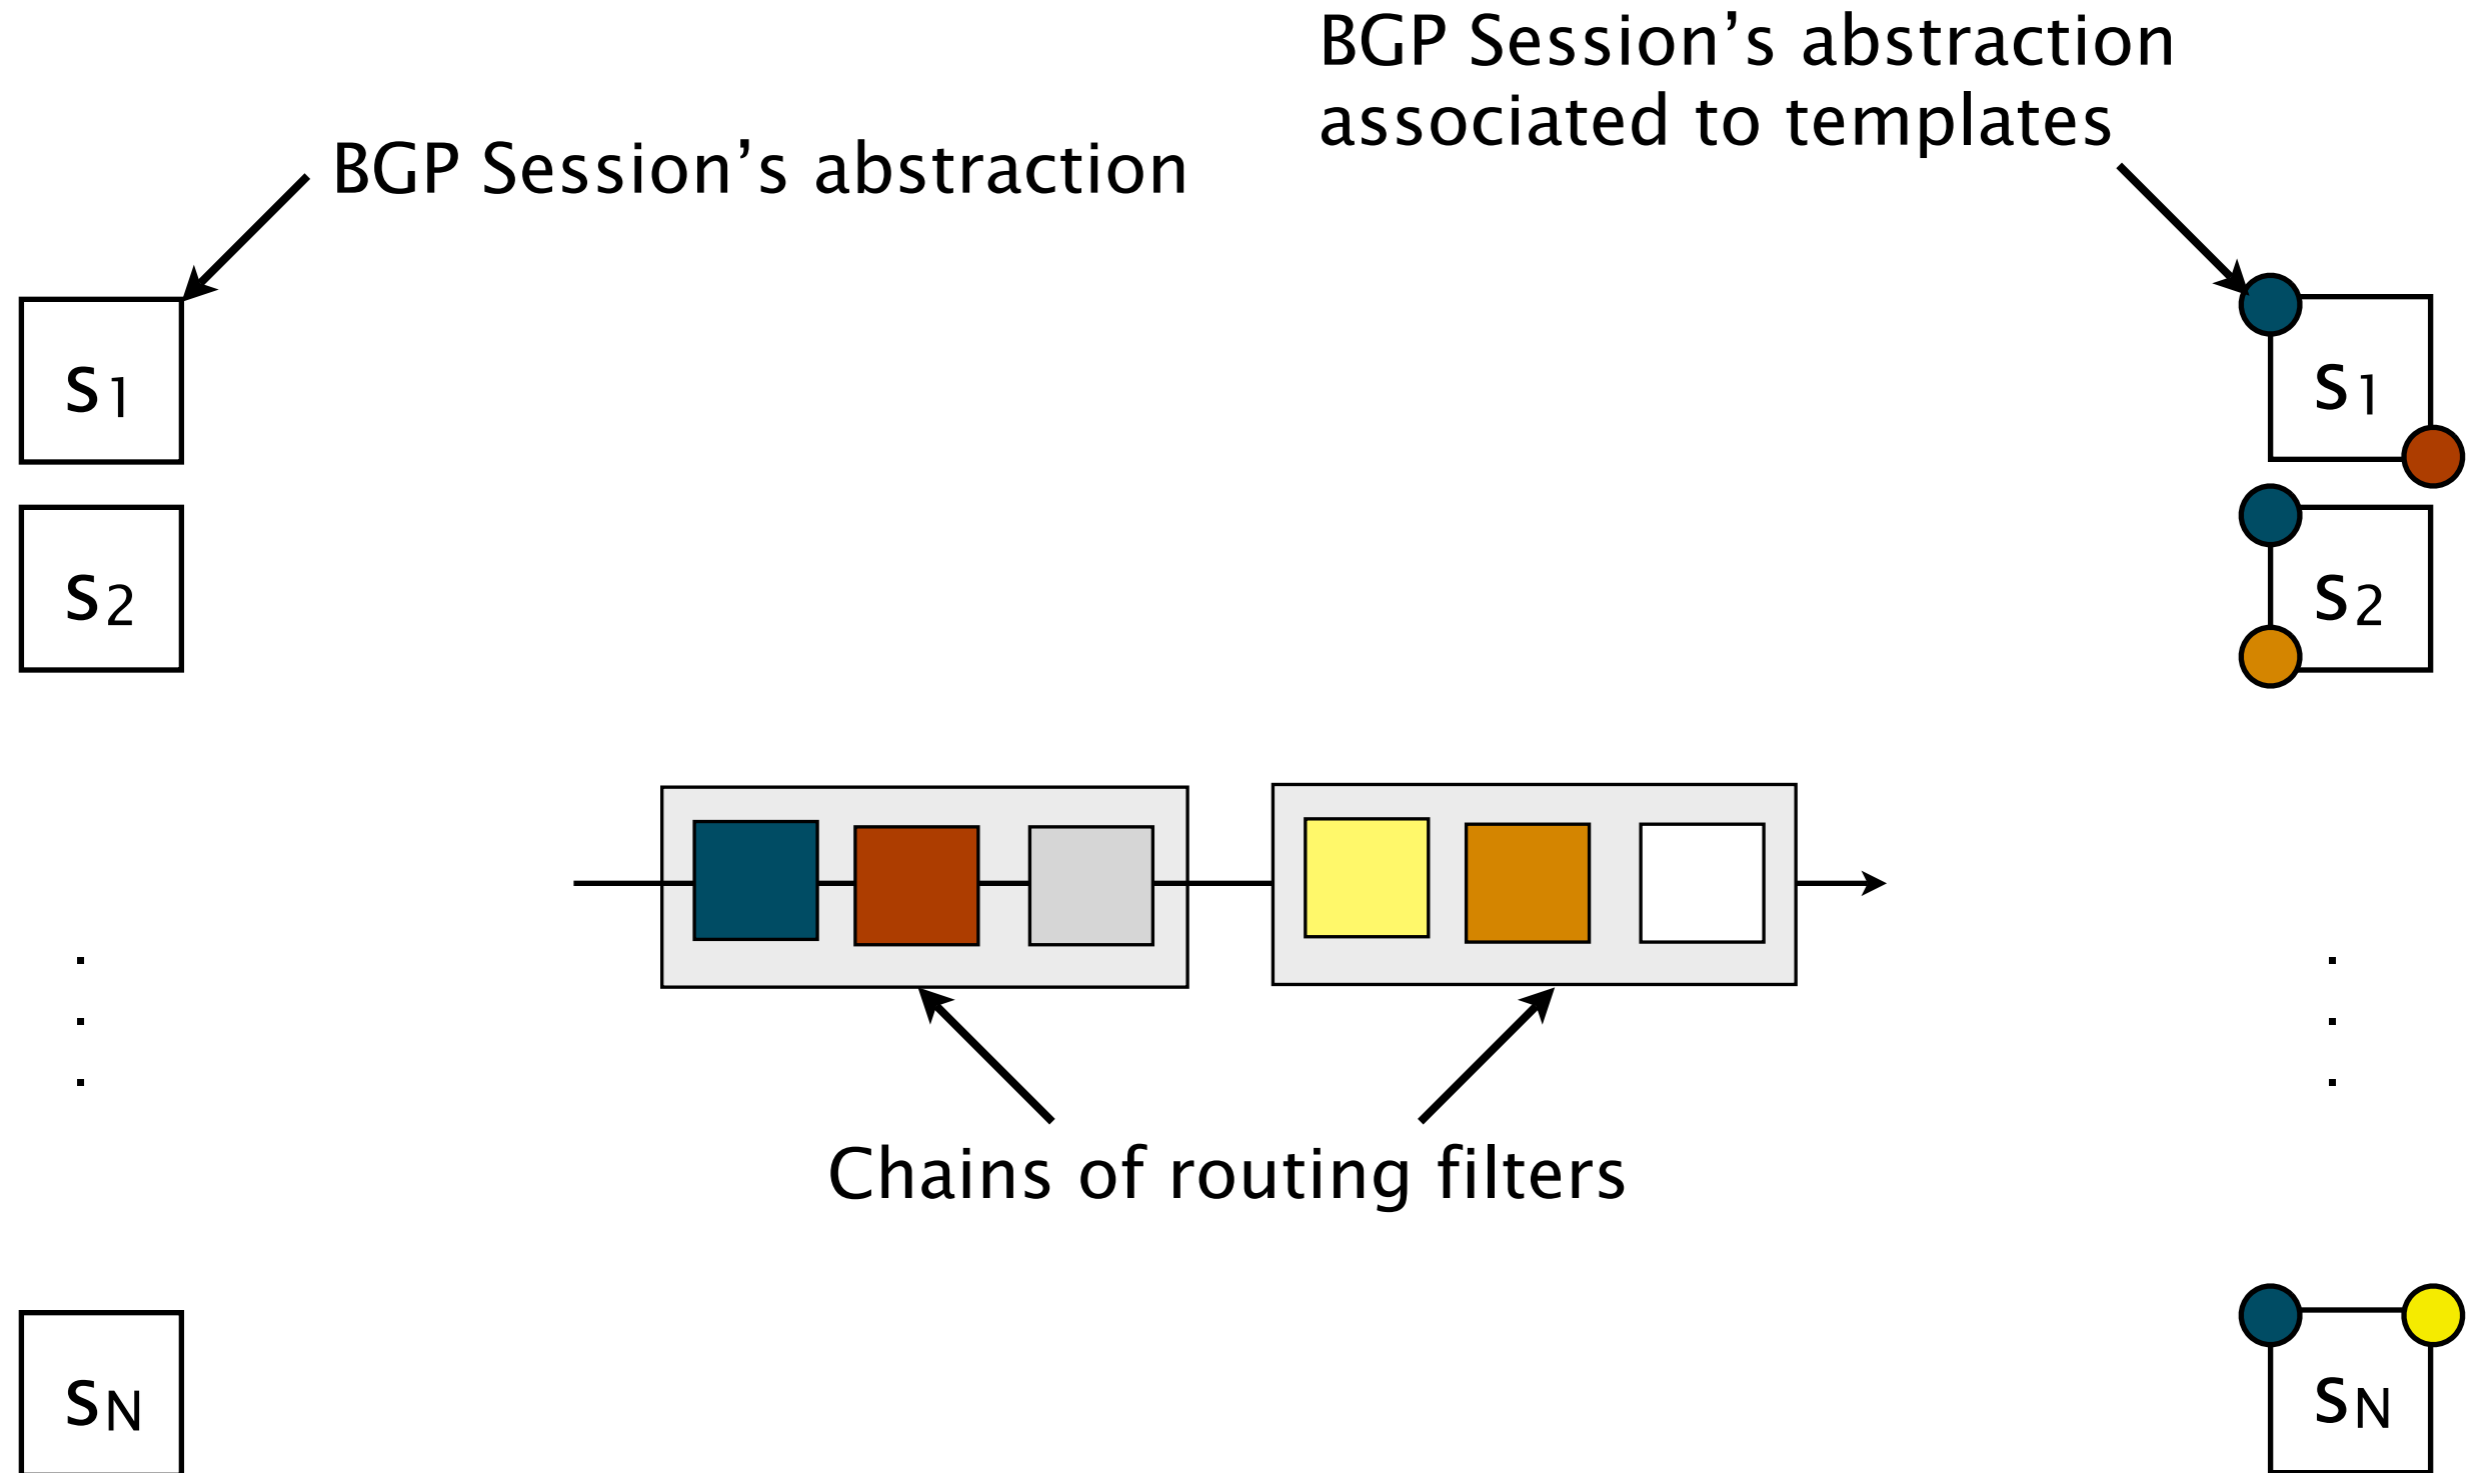 BGP Session’s abstraction
associated to templates
BGP Session’s abstraction
s1
s1
s2
s2
.
.
.
.
.
.
Chains of routing filters
sN
sN